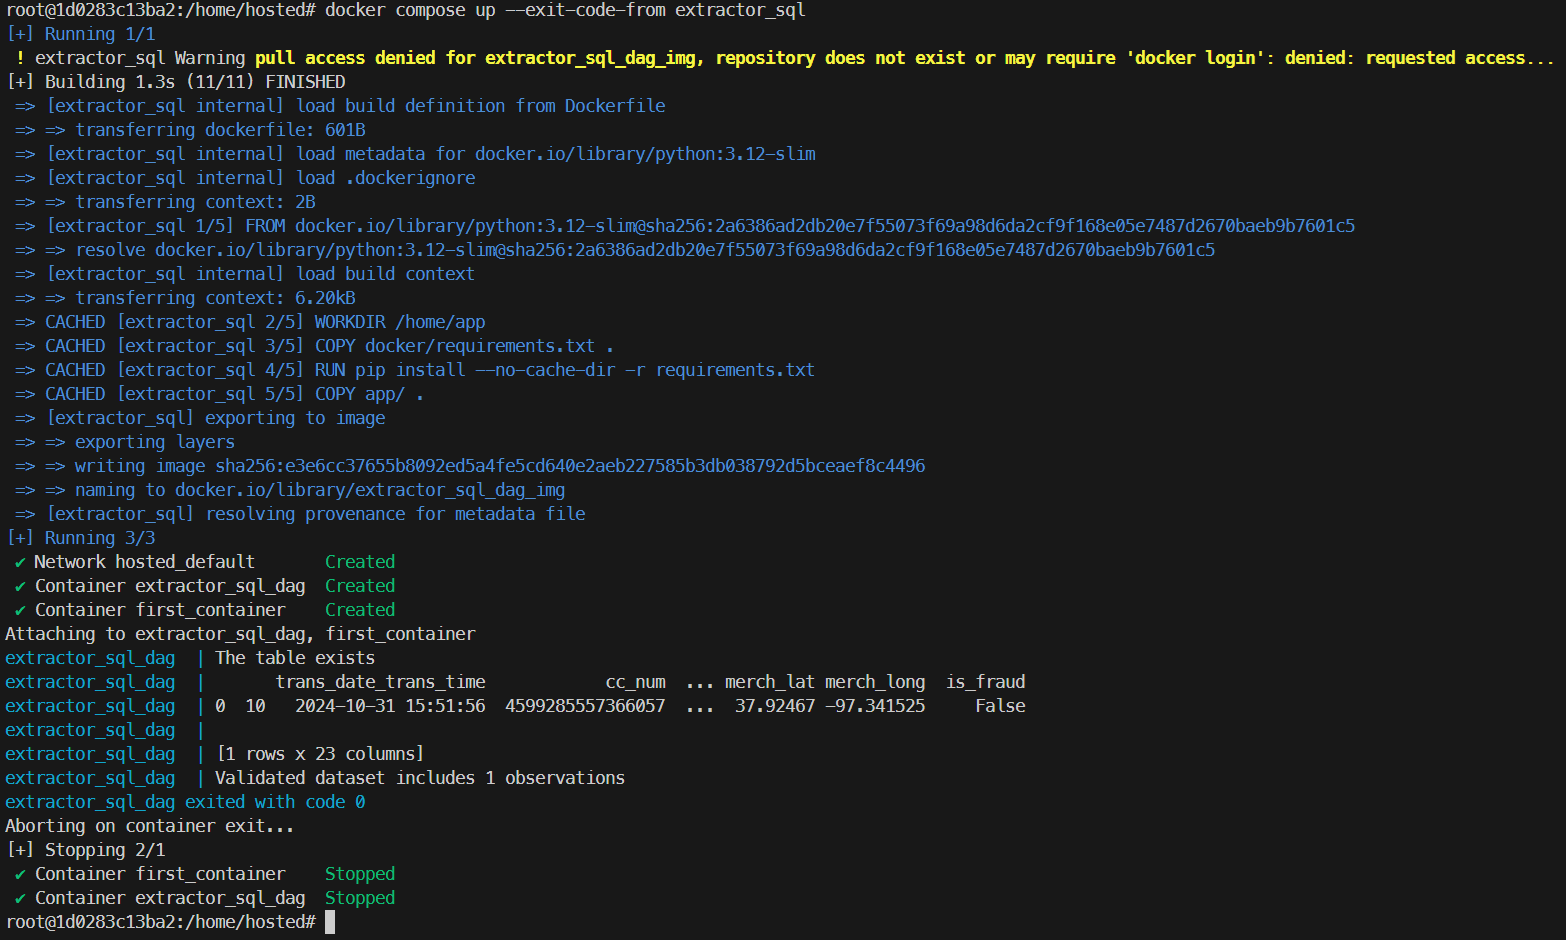 root@1d0283c13ba2:/home/hosted# docker compose up --exit-code-from extractor_sql
[+] Running 1/1
! extractor_sql Warning pull access denied for extractor_sql_dag_img, repository does not exist or may require 'docker login': denied: requested access...
[+] Building 1.3s (11/11) FINISHED
=> [extractor_sql internal] load build definition from Dockerfile
=> => transferring dockerfile: 601B
=> [extractor_sql internal] load metadata for docker.io/library/python:3.12-slim
=> [extractor_sql internal] load .dockerignore
=> => transferring context: 2B
=> [extractor_sql 1/5] FROM docker.io/library/python:3.12-slim@sha256:2a6386ad2db20e7f55073f69a98d6da2cf9f168e05e7487d2670baeb9b7601c5
=> => resolve docker.io/library/python:3.12-slim@sha256:2a6386ad2db20e7f55073f69a98d6da2cf9f168e05e7487d2670baeb9b7601c5
=> [extractor_sql internal] load build context
=> => transferring context: 6.20kB
=> CACHED [extractor_sql 2/5] WORKDIR /home/app
=> CACHED [extractor_sql 3/5] COPY docker/requirements.txt .
=> CACHED [extractor_sql 4/5] RUN pip install --no-cache-dir -r requirements.txt
=> CACHED [extractor_sql 5/5] COPY app/ .
=> [extractor_sql] exporting to image
=> => exporting layers
=> => writing image sha256:e3e6cc37655b8092ed5a4fe5cd640e2aeb227585b3db038792d5bceaef8c4496
=> => naming to docker.io/library/extractor_sql_dag_img
=> [extractor_sql] resolving provenance for metadata file
[+] Running 3/3
✔ Network hosted_default Created
✔ Container extractor_sql_dag Created
✔ Container first_container Created
Attaching to extractor_sql_dag, first_container
extractor_sql_dag | The table exists
extractor_sql_dag | trans_date_trans_time cc_num ... merch_lat merch_long is_fraud
extractor_sql_dag | 0 10 2024-10-31 15:51:56 4599285557366057 ... 37.92467 -97.341525 False
extractor_sql_dag |
extractor_sql_dag | [1 rows x 23 columns]
extractor_sql_dag | Validated dataset includes 1 observations
extractor_sql_dag exited with code 0
Aborting on container exit...
[+] Stopping 2/1
✔ Container first_container Stopped
✔ Container extractor_sql_dag Stopped
root@1d0283c13ba2:/home/hosted#